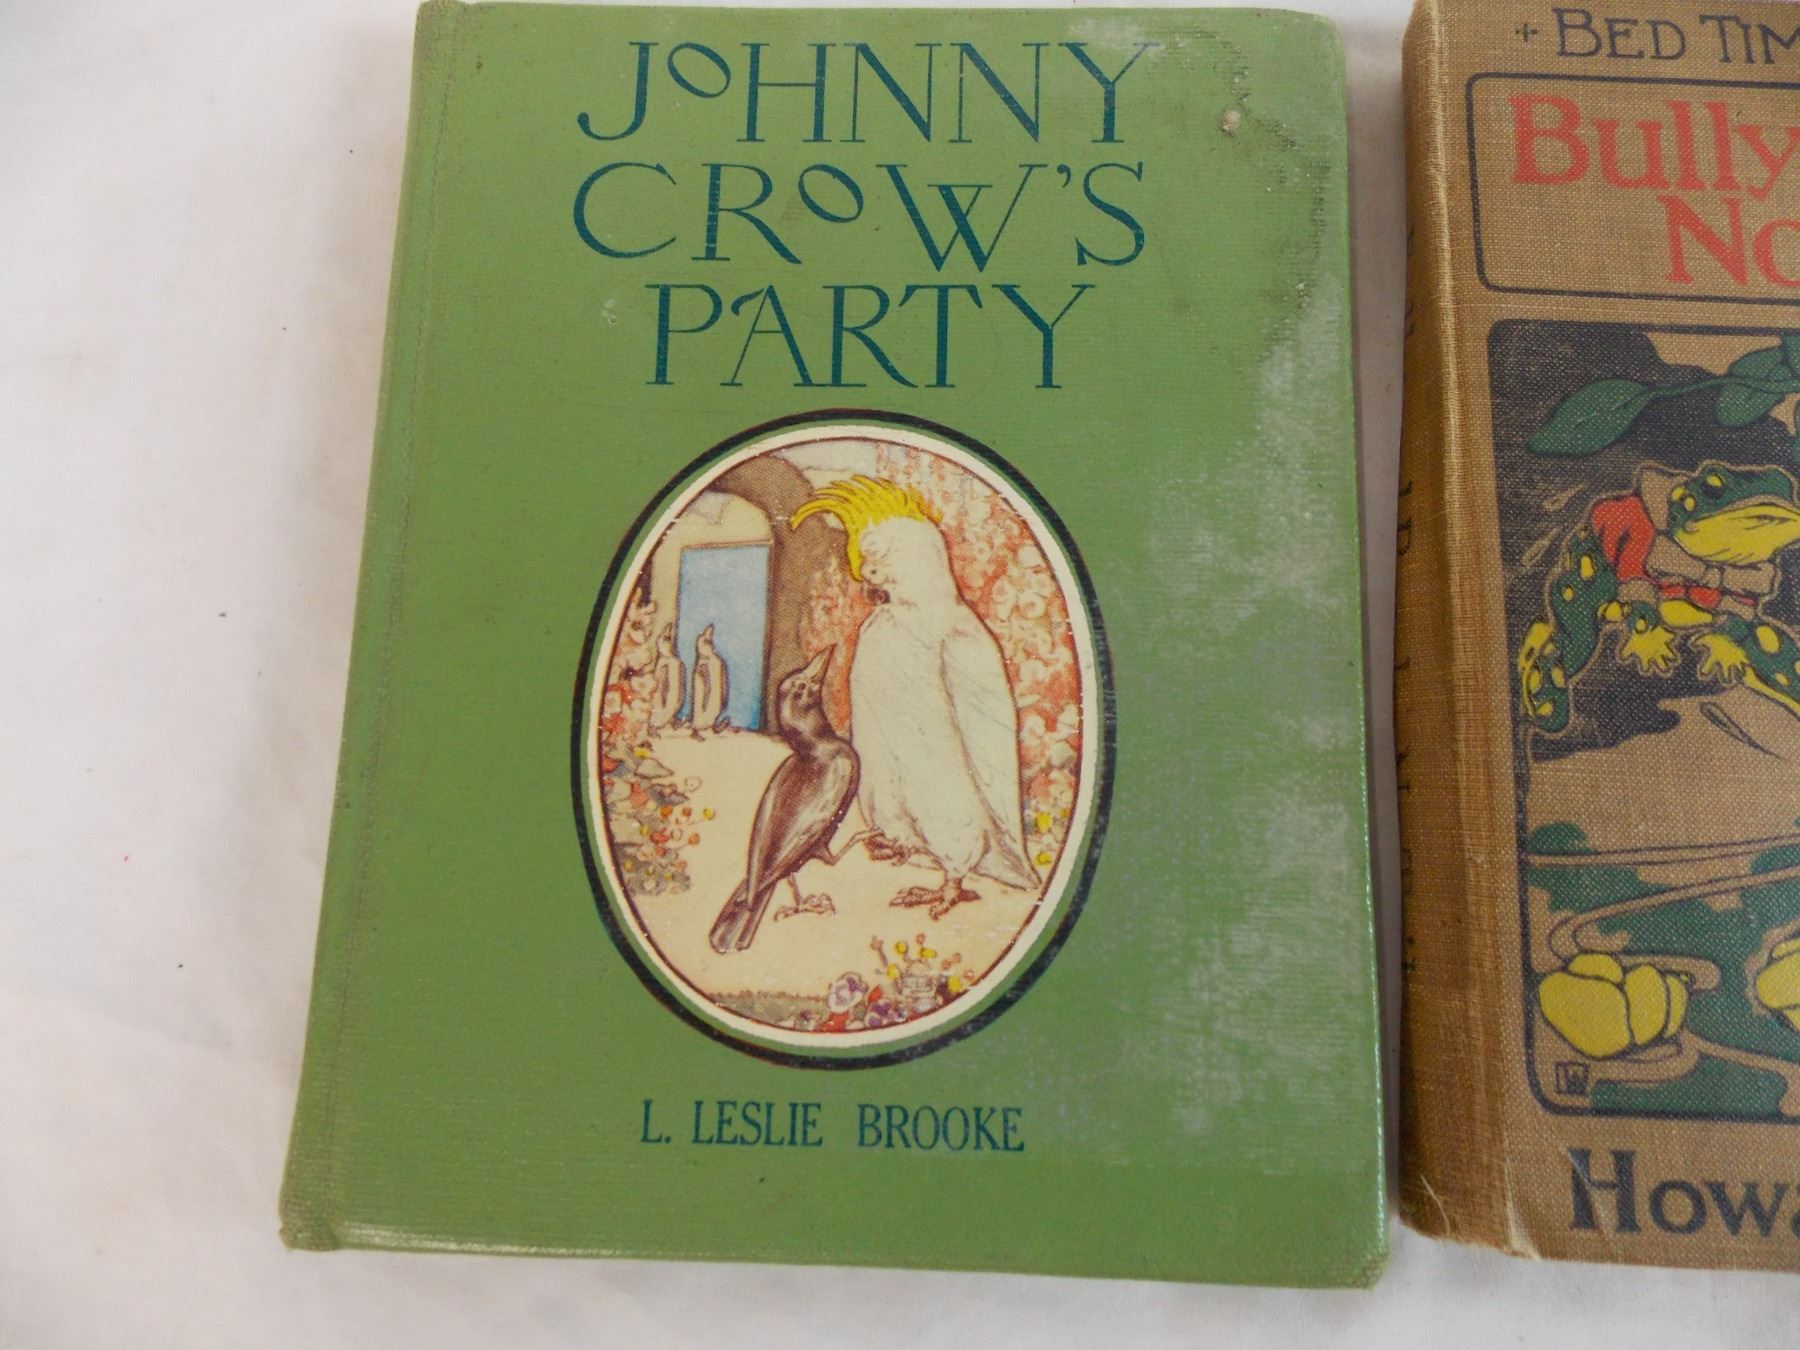 JOHNNY
CROW'S
PARTY
L. LESLIE BROOKE
+ BED TIM
Bully
No
Howa